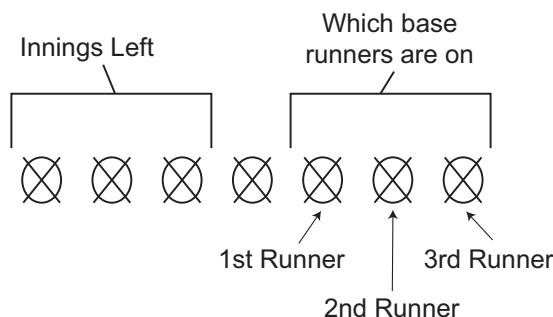 Innings Left
Which base
runners are on
1st Runner
2nd Runner
3rd Runner